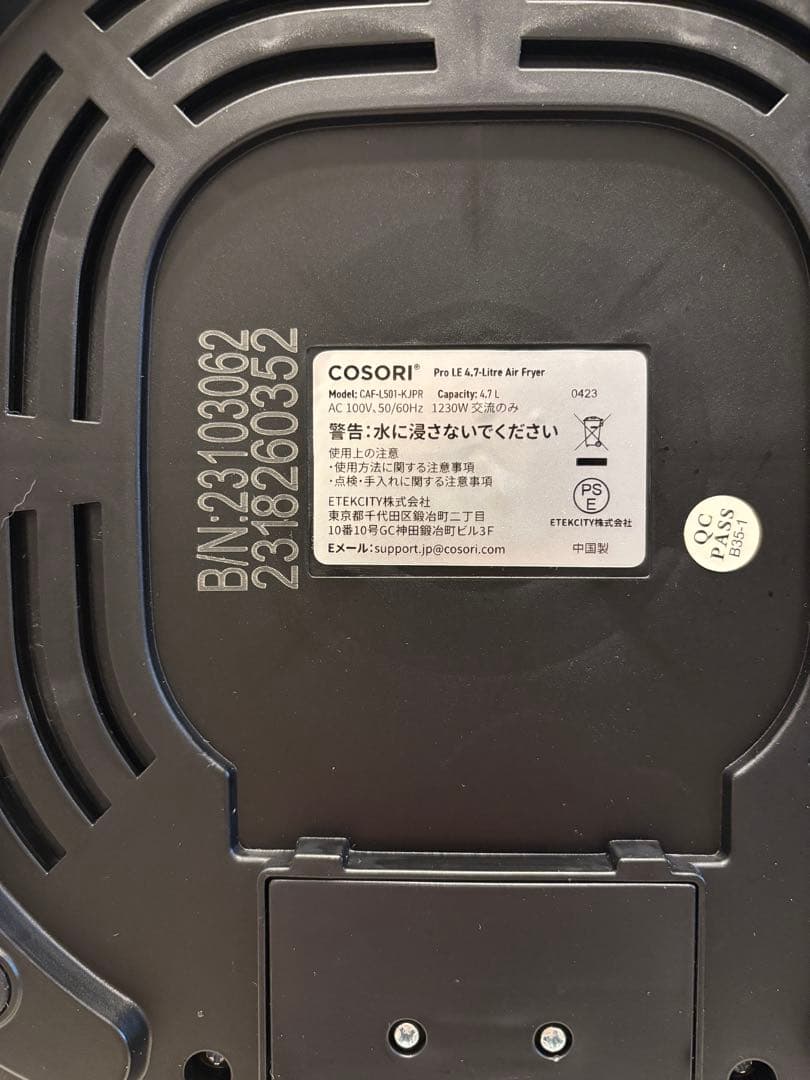 COSORI® Pro LE 4.7-Litre Air Fryer
Model: CAF-L501-KJPR Capacity: 4.7 L
0423
AC 100V、50/60Hz 1230W 交流のみ
警告：水に浸さないでください
使用上の注意
・使用方法に関する注意事項
・点検・手入れに関する注意事項
ETEKCITY株式会社
東京都千代田区鍛冶町二丁目
10番10号GC神田鍛冶町ビル3F
Eメール：support.jp@cosori.com
PS
E
ETEKCITY株式会社
中国製
B/N:23103062
2318260352
QC
PASS
B35-1